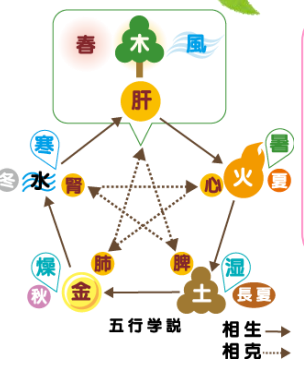 春 木 風
肝
寒 暑
冬 水 腎 心 火 夏
燥 肺 脾 湿
秋 金 土 長夏
五行学説
相生
相克